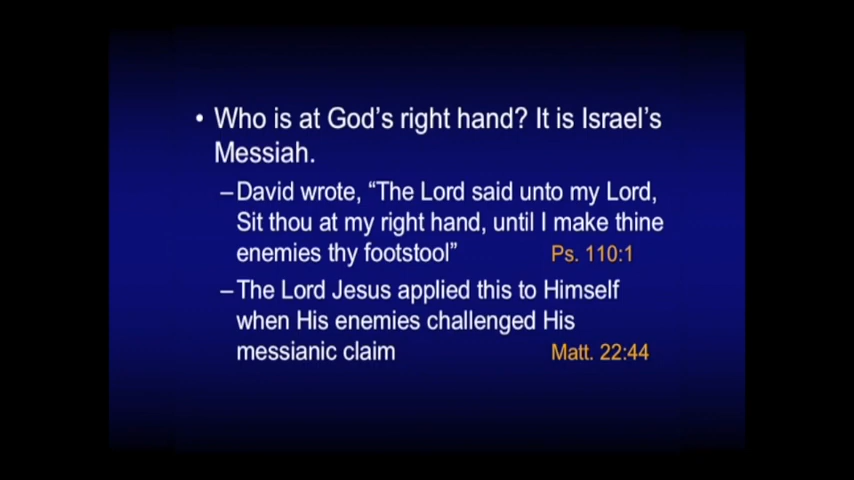 • Who is at God's right hand? It is Israel's
Messiah.
–David wrote, “The Lord said unto my Lord,
Sit thou at my right hand, until I make thine
enemies thy footstool” Ps. 110:1
–The Lord Jesus applied this to Himself
when His enemies challenged His
messianic claim Matt. 22:44